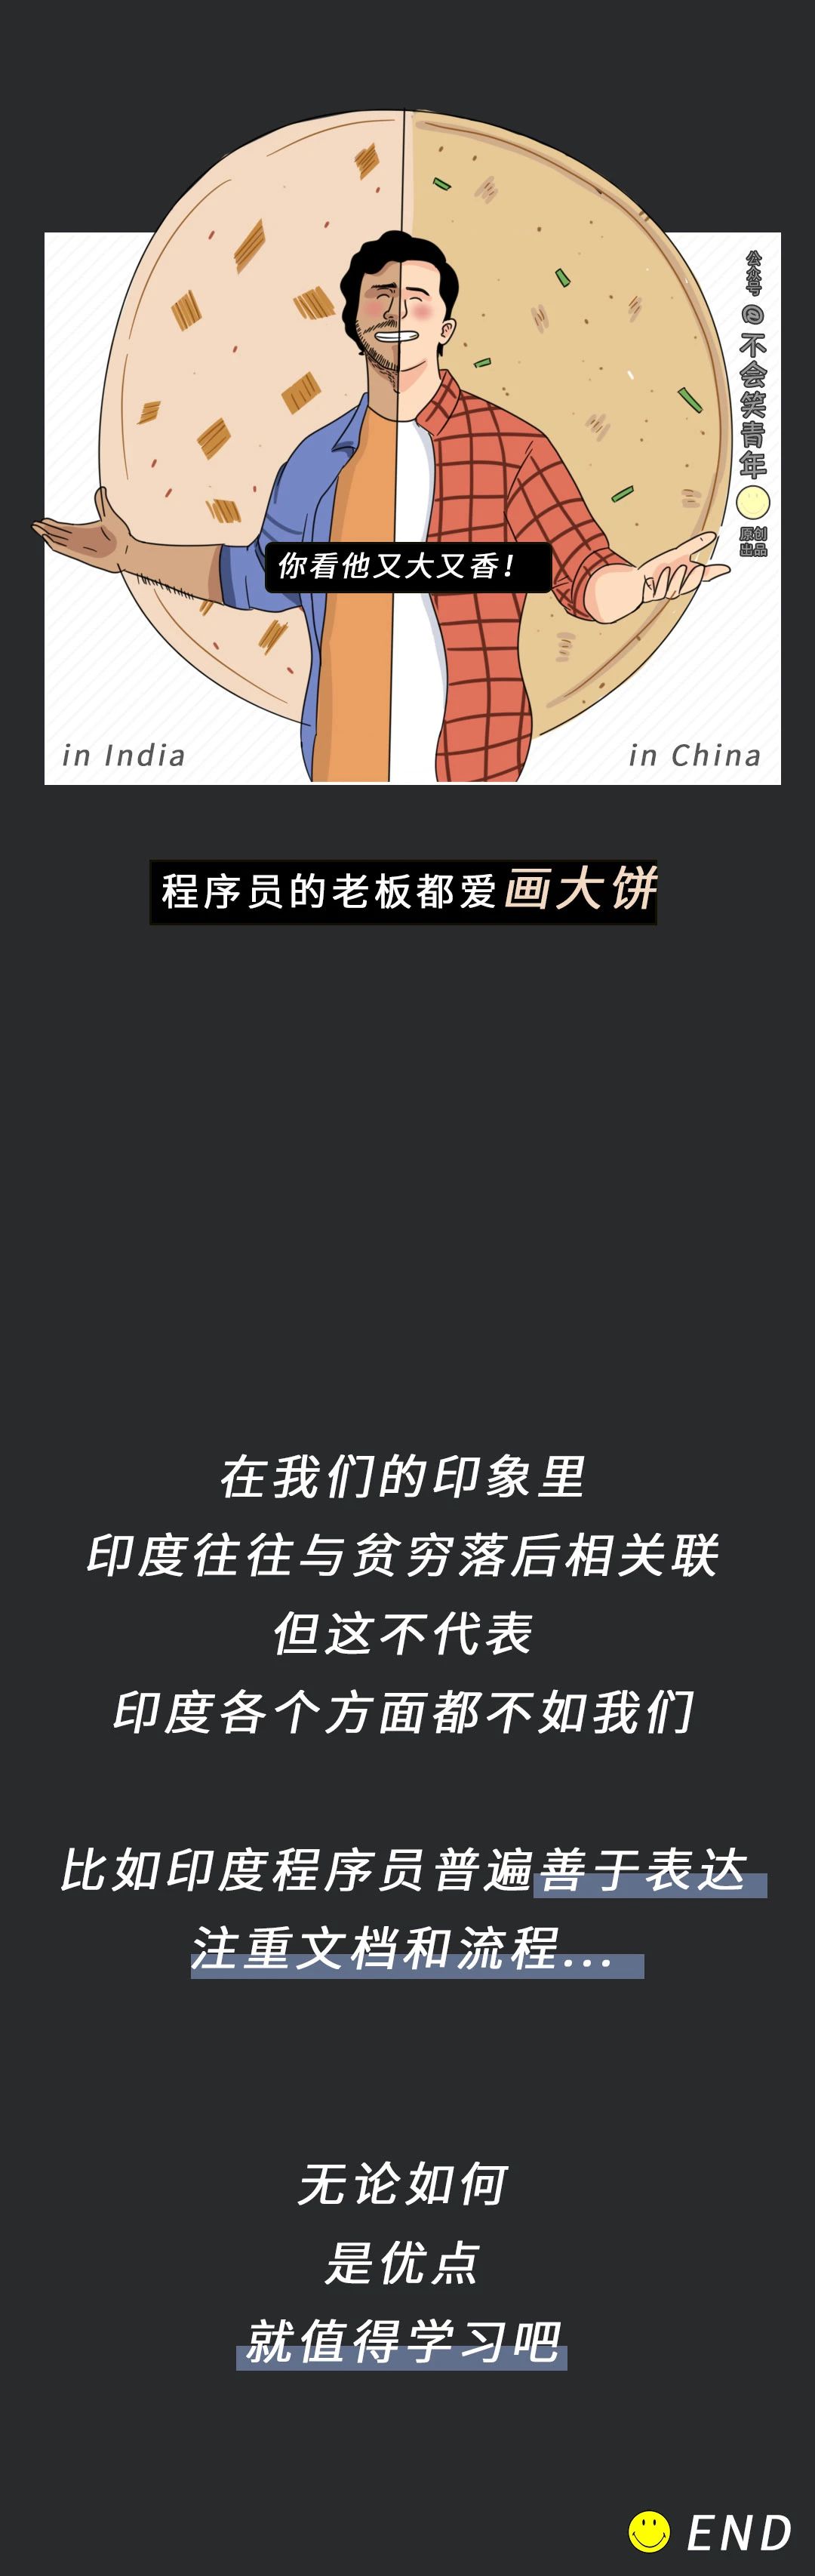 公众号
@不会笑青年
原创
出品
你看他又大又香！
in India
in China
程序员的老板都爱画大饼
在我们的印象里
印度往往与贫穷落后相关联
但这不代表
印度各个方面都不如我们
比如印度程序员普遍善于表达
注重文档和流程...
无论如何
是优点
就值得学习吧
END